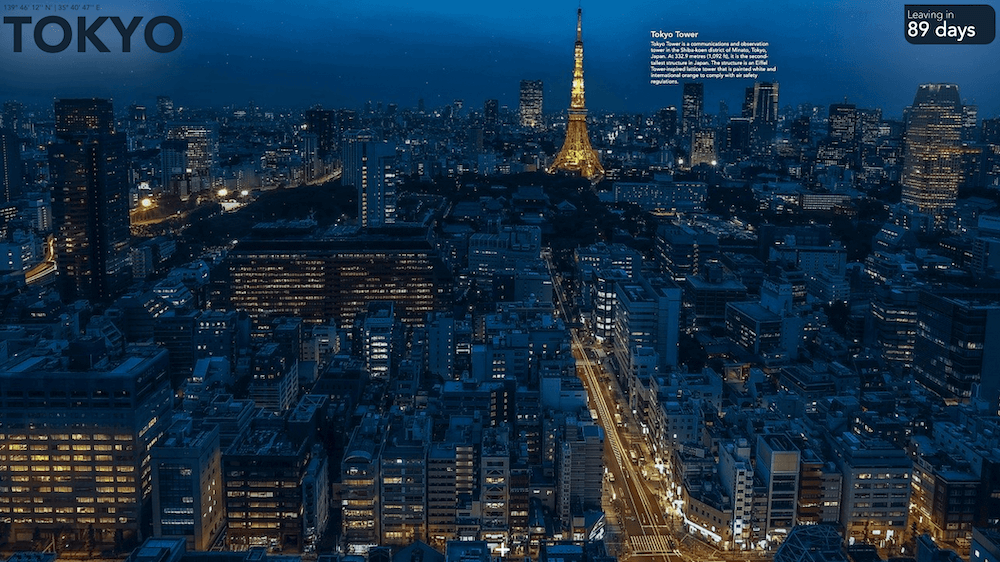 139° 46' 12'' N | 35° 40' 47'' E
TOKYO
Tokyo Tower
Tokyo Tower is a communications and observation
tower in the Shiba-koen district of Minato, Tokyo,
Japan. At 332.9 metres (1,092 ft), it is the second-
tallest structure in Japan. The structure is an Eiffel
Tower-inspired lattice tower that is painted white and
international orange to comply with air safety
regulations.
Leaving in
89 days